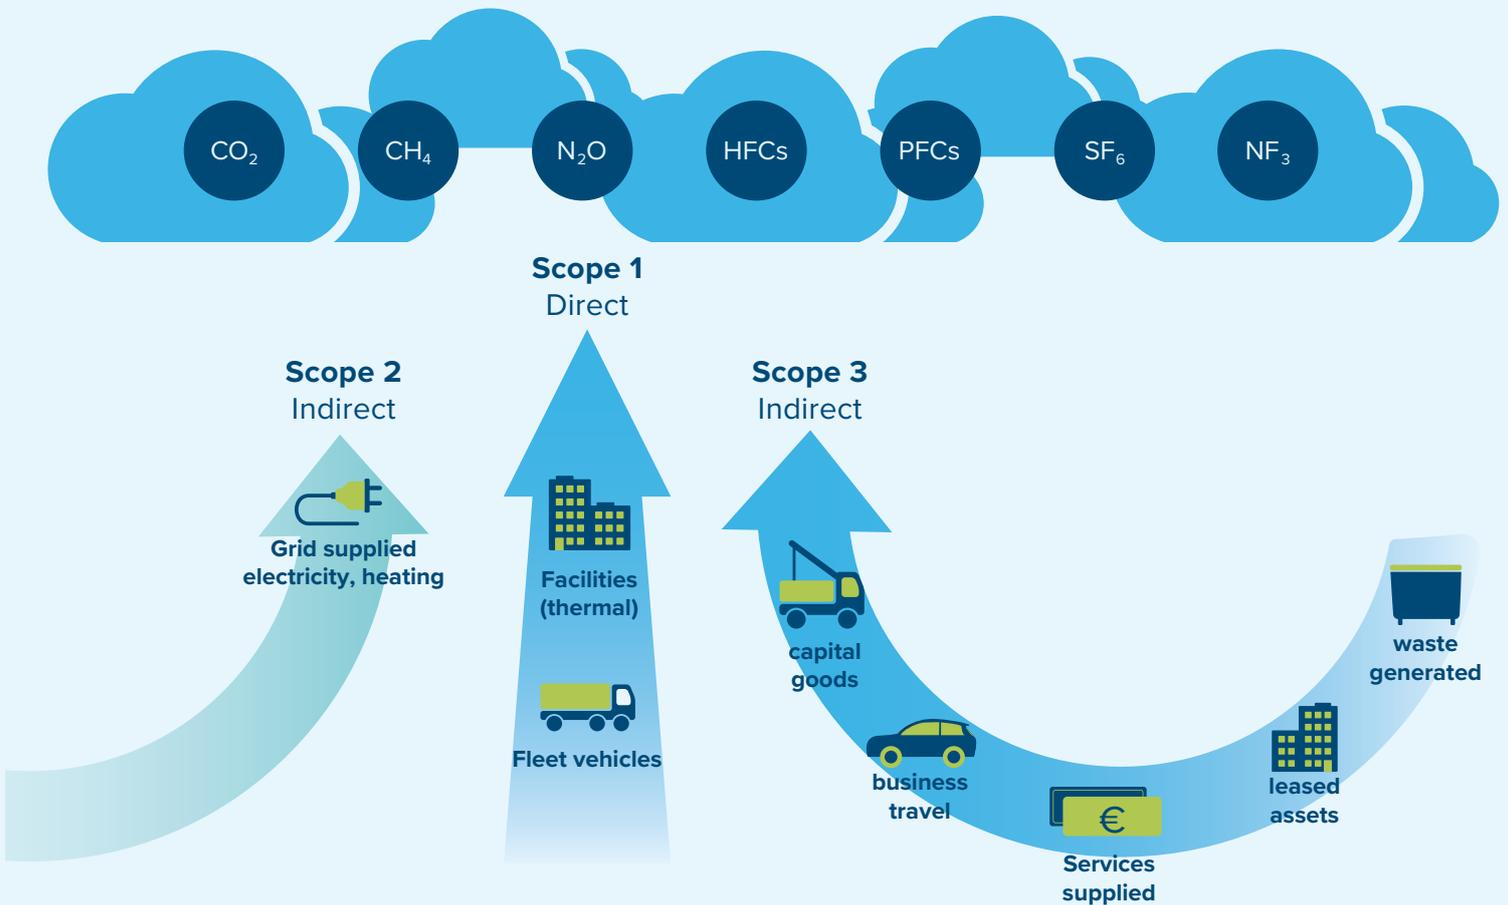 CO₂ CH₄ N₂O HFCs PFCs SF₆ NF₃
Scope 1
Direct
Scope 2
Indirect
Grid supplied
electricity, heating
Facilities
(thermal)
Fleet vehicles
Scope 3
Indirect
capital
goods
business
travel
€
Services
supplied
leased
assets
waste
generated